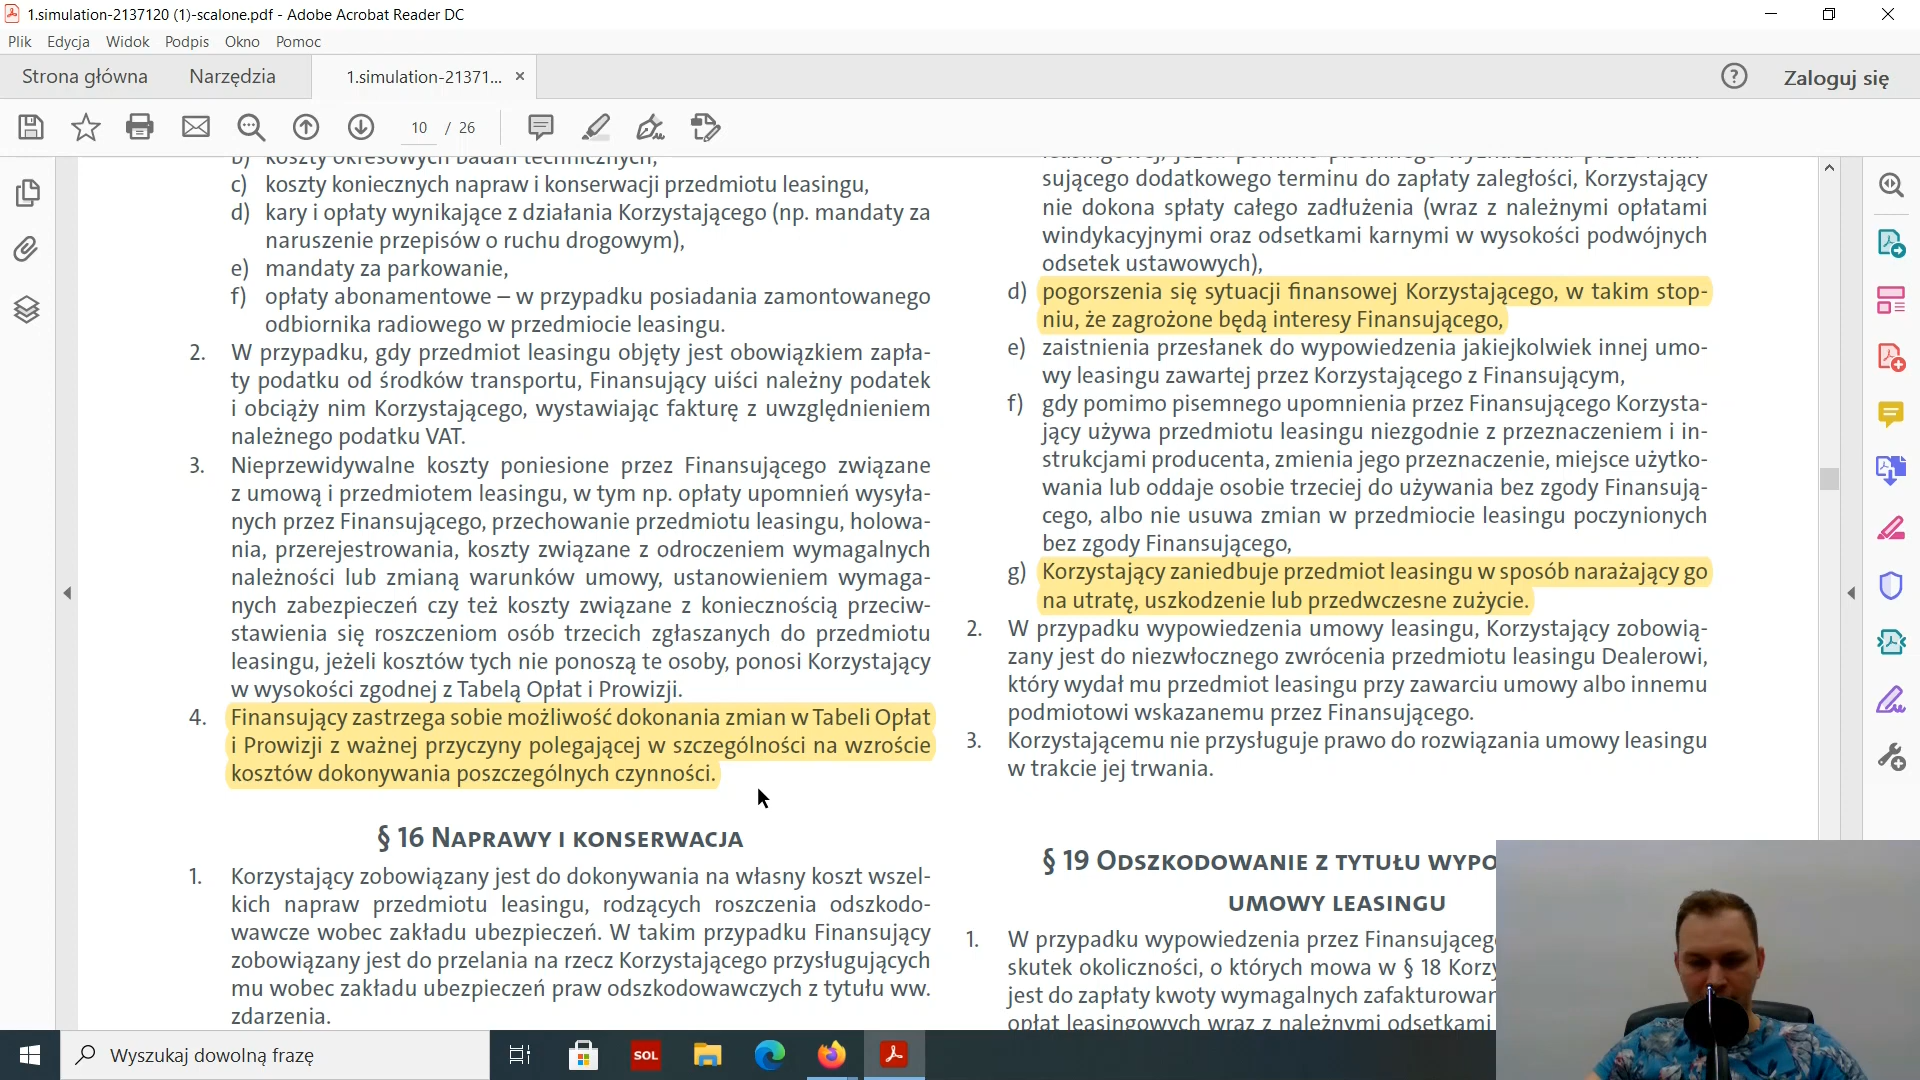 1.simulation-2137120 (1)-scalone.pdf - Adobe Acrobat Reader DC
Plik Edycja Widok Podpis Okno Pomoc
Strona główna Narzędzia 1.simulation-21371... × Zaloguj się
10 / 26
b) koszty okresowych badań technicznych,
c) koszty koniecznych napraw i konserwacji przedmiotu leasingu,
d) kary i opłaty wynikające z działania Korzystającego (np. mandaty za
naruszenie przepisów o ruchu drogowym),
e) mandaty za parkowanie,
f) opłaty abonamentowe – w przypadku posiadania zamontowanego
odbiornika radiowego w przedmiocie leasingu.
2. W przypadku, gdy przedmiot leasingu objęty jest obowiązkiem zapła-
ty podatku od środków transportu, Finansujący uiści należny podatek
i obciąży nim Korzystającego, wystawiając fakturę z uwzględnieniem
należnego podatku VAT.
3. Nieprzewidywalne koszty poniesione przez Finansującego związane
z umową i przedmiotem leasingu, w tym np. opłaty upomnień wysyła-
nych przez Finansującego, przechowanie przedmiotu leasingu, holowa-
nia, przerejestrowania, koszty związane z odroczeniem wymagalnych
należności lub zmianą warunków umowy, ustanowieniem wymaga-
nych zabezpieczeń czy też koszty związane z koniecznością przeciw-
stawienia się roszczeniom osób trzecich zgłaszanych do przedmiotu
leasingu, jeżeli kosztów tych nie ponoszą te osoby, ponosi Korzystający
w wysokości zgodnej z Tabelą Opłat i Prowizji.
4. Finansujący zastrzega sobie możliwość dokonania zmian w Tabeli Opłat
i Prowizji z ważnej przyczyny polegającej w szczególności na wzroście
kosztów dokonywania poszczególnych czynności.
§ 16 NAPRAWY I KONSERWACJA
1. Korzystający zobowiązany jest do dokonywania na własny koszt wszel-
kich napraw przedmiotu leasingu, rodzących roszczenia odszkodo-
wawcze wobec zakładu ubezpieczeń. W takim przypadku Finansujący
zobowiązany jest do przelania na rzecz Korzystającego przysługujących
mu wobec zakładu ubezpieczeń praw odszkodowawczych z tytułu ww.
zdarzenia.
leasingowej, jeżeli pomimo pisemnego wyznaczenia przez Finan-
sującego dodatkowego terminu do zapłaty zaległości, Korzystający
nie dokona spłaty całego zadłużenia (wraz z należnymi opłatami
windykacyjnymi oraz odsetkami karnymi w wysokości podwójnych
odsetek ustawowych),
d) pogorszenia się sytuacji finansowej Korzystającego, w takim stop-
niu, że zagrożone będą interesy Finansującego,
e) zaistnienia przesłanek do wypowiedzenia jakiejkolwiek innej umo-
wy leasingu zawartej przez Korzystającego z Finansującym,
f) gdy pomimo pisemnego upomnienia przez Finansującego Korzysta-
jący używa przedmiotu leasingu niezgodnie z przeznaczeniem i in-
strukcjami producenta, zmienia jego przeznaczenie, miejsce użytko-
wania lub oddaje osobie trzeciej do używania bez zgody Finansują-
cego, albo nie usuwa zmian w przedmiocie leasingu poczynionych
bez zgody Finansującego,
g) Korzystający zaniedbuje przedmiot leasingu w sposób narażający go
na utratę, uszkodzenie lub przedwczesne zużycie.
2. W przypadku wypowiedzenia umowy leasingu, Korzystający zobowią-
zany jest do niezwłocznego zwrócenia przedmiotu leasingu Dealerowi,
który wydał mu przedmiot leasingu przy zawarciu umowy albo innemu
podmiotowi wskazanemu przez Finansującego.
3. Korzystającemu nie przysługuje prawo do rozwiązania umowy leasingu
w trakcie jej trwania.
§ 19 ODSZKODOWANIE Z TYTUŁU WYPO
UMOWY LEASINGU
1. W przypadku wypowiedzenia przez Finansująceg
skutek okoliczności, o których mowa w § 18 Korzy
jest do zapłaty kwoty wymagalnych zafakturowar
opłat leasingowych wraz z należnymi odsetkami
Wyszukaj dowolną frazę
SOL